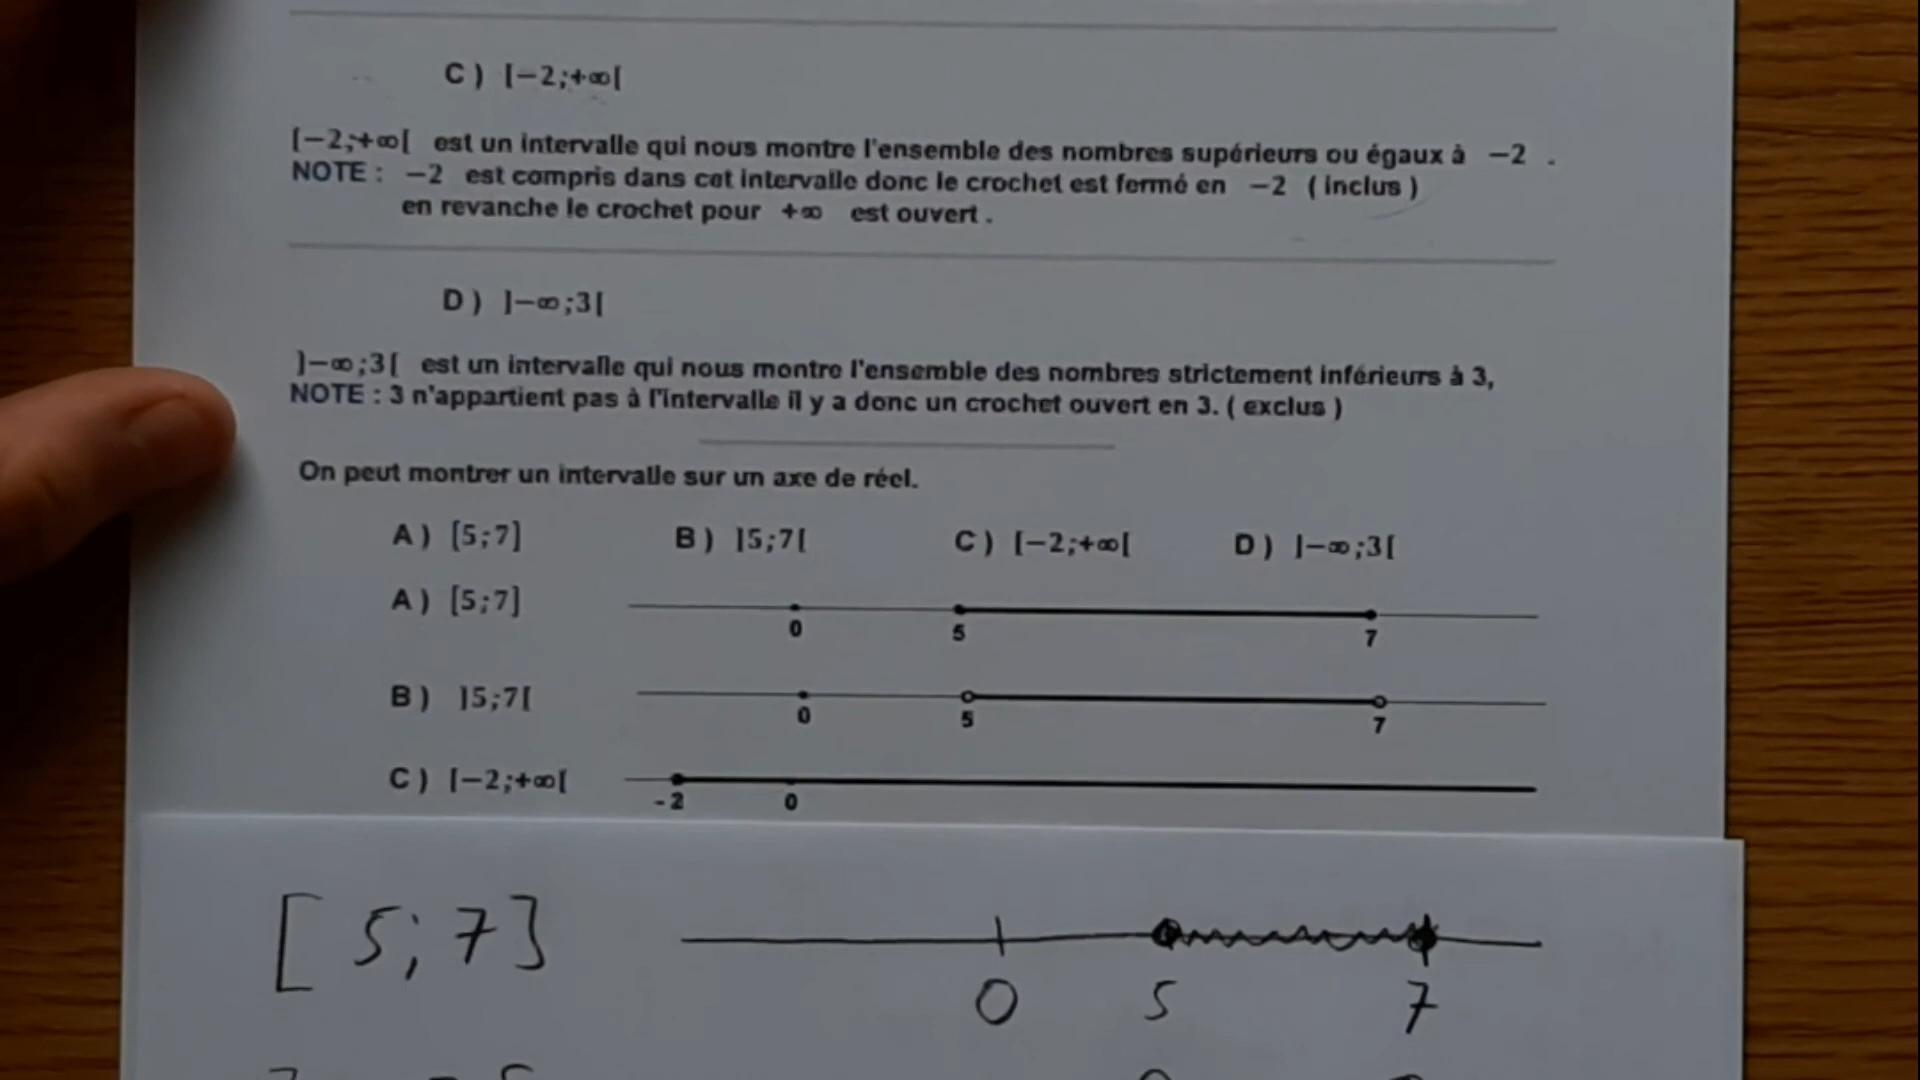 C ) [−2;+∞[
[−2;+∞[ est un intervalle qui nous montre l'ensemble des nombres supérieurs ou égaux à −2 .
NOTE : −2 est compris dans cet intervalle donc le crochet est fermé en −2 ( inclus )
en revanche le crochet pour +∞ est ouvert .
D ) ]−∞;3[
]−∞;3[ est un intervalle qui nous montre l'ensemble des nombres strictement inférieurs à 3,
NOTE : 3 n'appartient pas à l'intervalle il y a donc un crochet ouvert en 3. ( exclus )
On peut montrer un intervalle sur un axe de réel.
A ) [5;7] B ) ]5;7[ C ) [−2;+∞[ D ) ]−∞;3[
A ) [5;7]
0 5 7
B ) ]5;7[
0 5 7
C ) [−2;+∞[
-2 0
[ 5; 7]
0 5 7